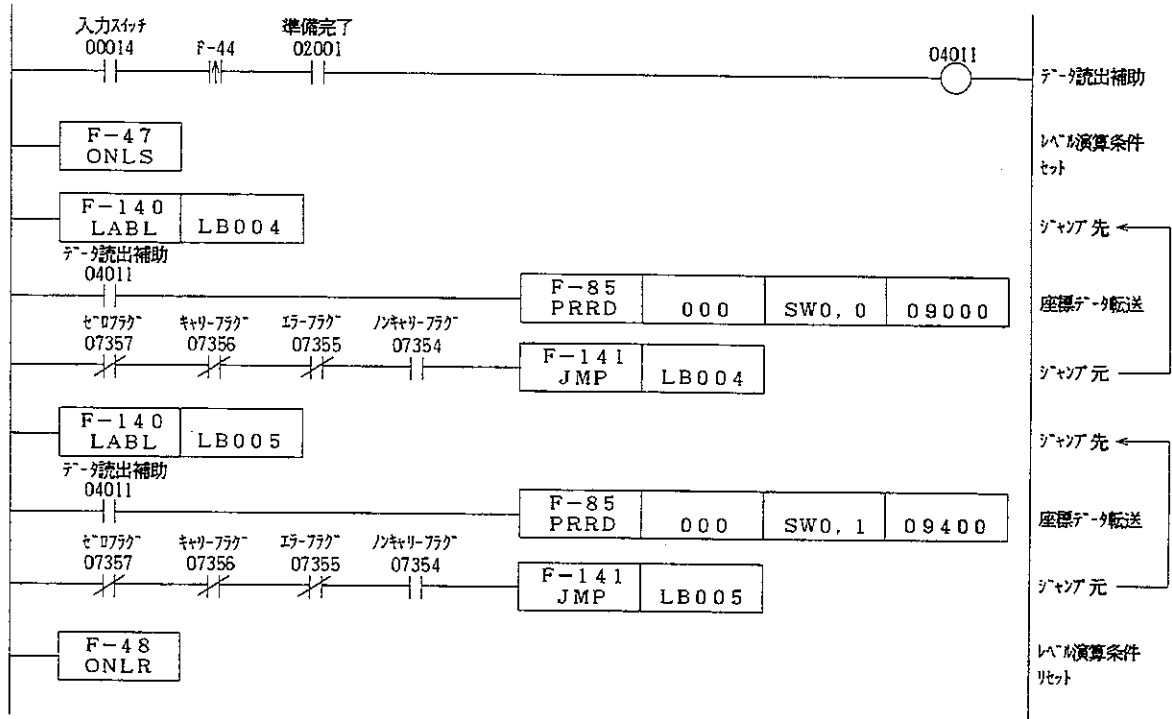 入力ｽｲｯﾁ
00014
F-44
準備完了
02001
04011
ﾃﾞｰﾀ読出補助
F-47
ONLS
ﾚﾍﾞﾙ演算条件
ｾｯﾄ
F-140
LABL
LB004
ｼﾞｬﾝﾌﾟ先
ﾃﾞｰﾀ読出補助
04011
F-85
PRRD
000
SW0, 0
09000
座標ﾃﾞｰﾀ転送
ｾﾞﾛﾌﾗｸﾞ
07357
ｷｬﾘｰﾌﾗｸﾞ
07356
ｴﾗｰﾌﾗｸﾞ
07355
ﾉﾝｷｬﾘｰﾌﾗｸﾞ
07354
F-141
JMP
LB004
ｼﾞｬﾝﾌﾟ元
F-140
LABL
LB005
ｼﾞｬﾝﾌﾟ先
ﾃﾞｰﾀ読出補助
04011
F-85
PRRD
000
SW0, 1
09400
座標ﾃﾞｰﾀ転送
ｾﾞﾛﾌﾗｸﾞ
07357
ｷｬﾘｰﾌﾗｸﾞ
07356
ｴﾗｰﾌﾗｸﾞ
07355
ﾉﾝｷｬﾘｰﾌﾗｸﾞ
07354
F-141
JMP
LB005
ｼﾞｬﾝﾌﾟ元
F-48
ONLR
ﾚﾍﾞﾙ演算条件
ﾘｾｯﾄ